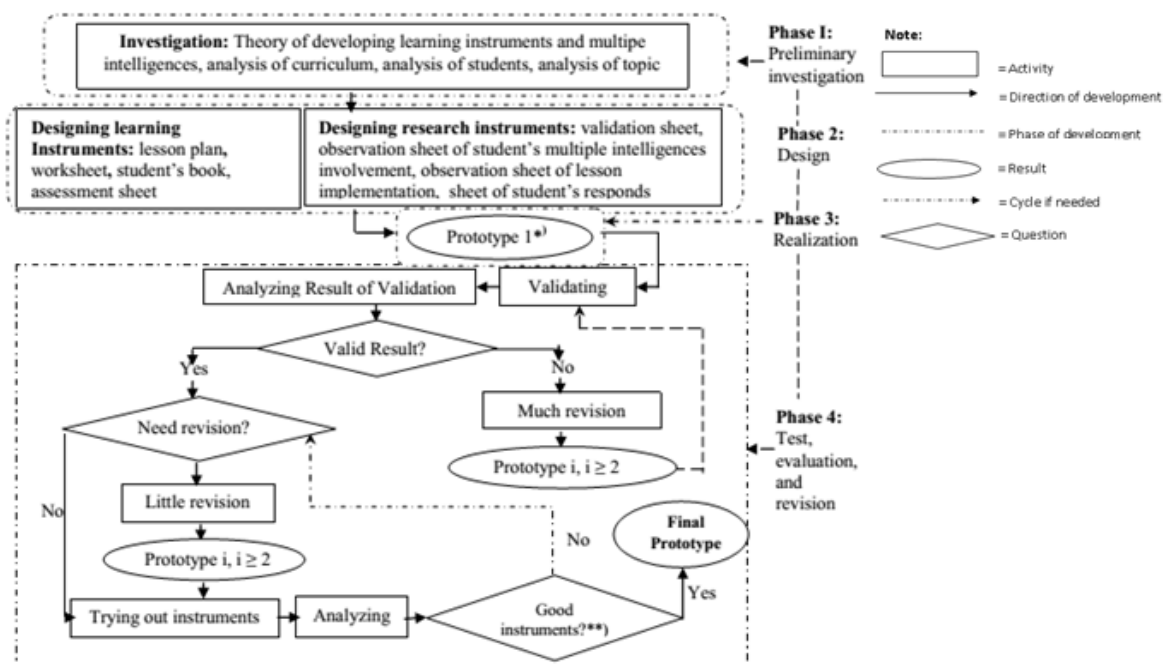 Investigation: Theory of developing learning instruments and multipe
intelligences, analysis of curriculum, analysis of students, analysis of topic
Phase I:
Preliminary
investigation
Note:
= Activity
= Direction of development
= Phase of development
= Result
= Cycle if needed
= Question
Designing learning
Instruments: lesson plan,
worksheet, student's book,
assessment sheet
Designing research instruments: validation sheet,
observation sheet of student's multiple intelligences
involvement, observation sheet of lesson
implementation, sheet of student's responds
Phase 2:
Design
Prototype 1*)
Phase 3:
Realization
Analyzing Result of Validation
Validating
Valid Result?
Yes
No
Need revision?
Much revision
Prototype i, i ≥ 2
Phase 4:
Test,
evaluation,
and
revision
Little revision
No
Prototype i, i ≥ 2
No
Final
Prototype
Trying out instruments
Analyzing
Good
instruments?**)
Yes